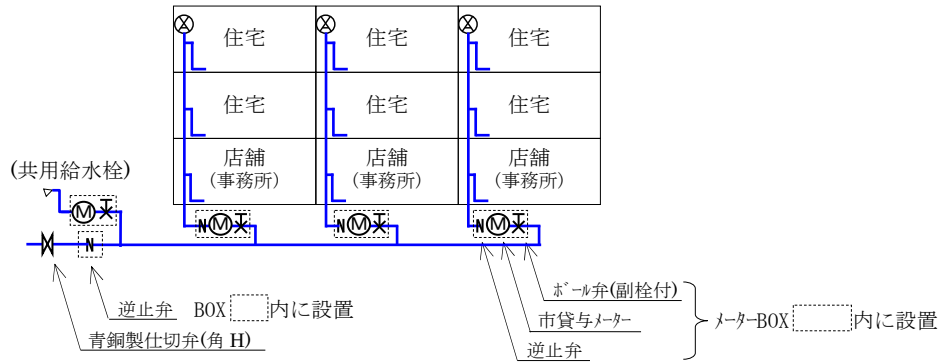 住宅 住宅 住宅
住宅 住宅 住宅
店舗 店舗 店舗
(事務所) (事務所) (事務所)
(共用給水栓)
M
N M N M N M
N
ﾎﾞｰﾙ弁(副栓付)
逆止弁 BOX 内に設置
市貸与ﾒｰﾀｰ
ﾒｰﾀｰBOX 内に設置
青銅製仕切弁(角 H)
逆止弁